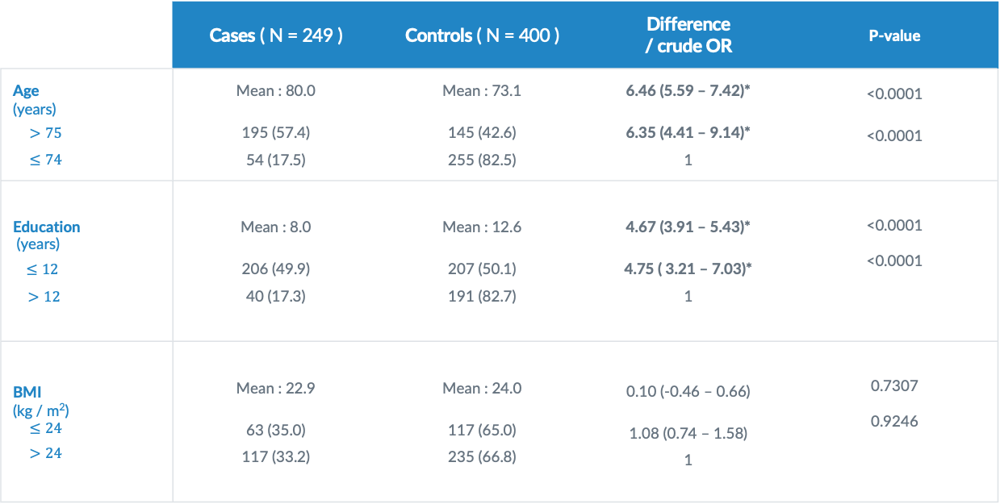 Cases ( N = 249 ) Controls ( N = 400 ) Difference / crude OR P-value
Age Mean : 80.0 Mean : 73.1 6.46 (5.59 – 7.42)* <0.0001
(years)
> 75 195 (57.4) 145 (42.6) 6.35 (4.41 – 9.14)* <0.0001
≤ 74 54 (17.5) 255 (82.5) 1
Education Mean : 8.0 Mean : 12.6 4.67 (3.91 – 5.43)* <0.0001
(years)
≤ 12 206 (49.9) 207 (50.1) 4.75 ( 3.21 – 7.03)* <0.0001
> 12 40 (17.3) 191 (82.7) 1
BMI Mean : 22.9 Mean : 24.0 0.10 (-0.46 – 0.66) 0.7307
(kg / m²)
≤ 24 63 (35.0) 117 (65.0) 1.08 (0.74 – 1.58) 0.9246
> 24 117 (33.2) 235 (66.8) 1